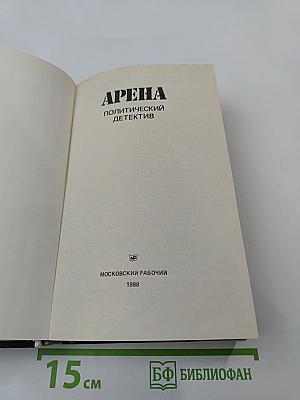 АРЕНА
ПОЛИТИЧЕСКИЙ
ДЕТЕКТИВ
МОСКОВСКИЙ РАБОЧИЙ
1988
15 см
БФ БИБЛИОФАН